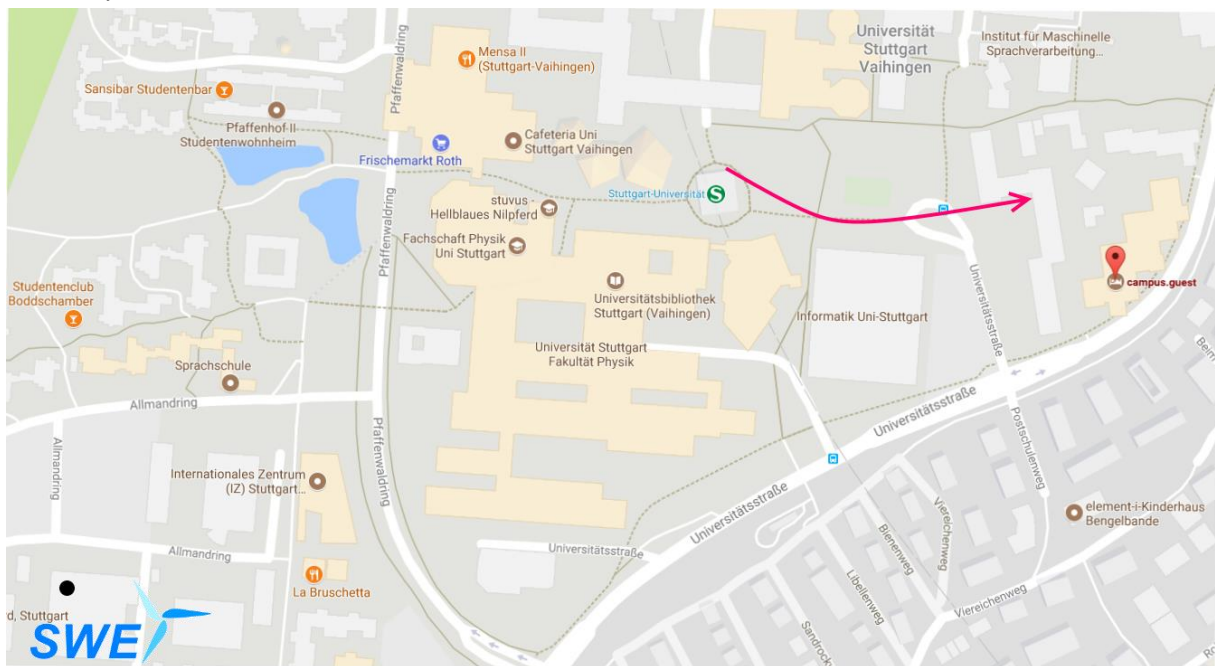 Mensa II
(Stuttgart-Vaihingen)
Universität
Stuttgart
Vaihingen
Institut für Maschinelle
Sprachverarbeitung...
Pfaffenwaldring
Sansibar Studentenbar
Pfaffenhof II
Studentenwohnheim
Frischemarkt Roth
Cafeteria Uni
Stuttgart Vaihingen
Stuttgart-Universität
S
stuvus -
Hellblaues Nilpferd
Fachschaft Physik
Uni Stuttgart
Pfaffenwaldring
Studentenclub
Boddschamber
Universitätsbibliothek
Stuttgart (Vaihingen)
Informatik Uni-Stuttgart
Universitätsstraße
campus.guest
Universität Stuttgart
Fakultät Physik
Sprachschule
Allmandring
Allmandring
Pfaffenwaldring
Universitätsstraße
Postschulenweg
Internationales Zentrum
(IZ) Stuttgart...
Universitätsstraße
Viereichenweg
Bienenweg
element-i-Kinderhaus
Bengelbande
Allmandring
Universitätsstraße
La Bruschetta
Libellenweg
Viereichenweg
d, Stuttgart
SWE